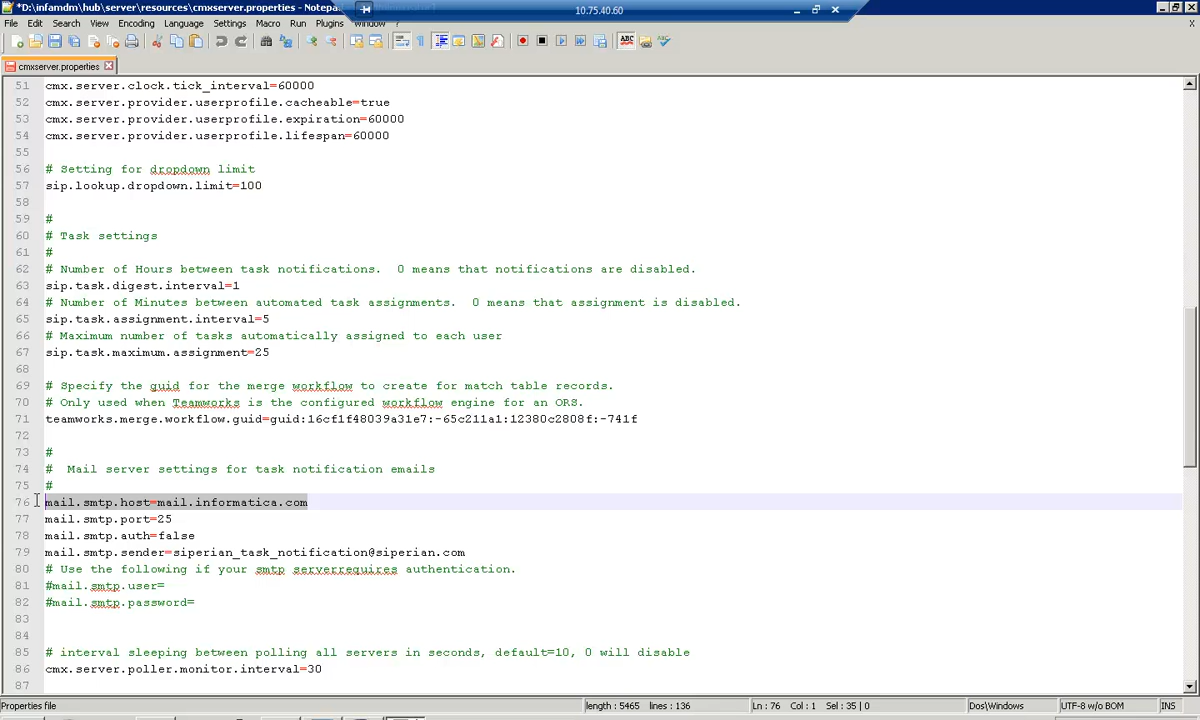 *D:\infamdm\hub\server\resources\cmxserver.properties - Notepa
10.75.40.60
File Edit Search View Encoding Language Settings Macro Run Plugins Window ?
cmxserver.properties
51 cmx.server.clock.tick_interval=60000
52 cmx.server.provider.userprofile.cacheable=true
53 cmx.server.provider.userprofile.expiration=60000
54 cmx.server.provider.userprofile.lifespan=60000
55
56 # Setting for dropdown limit
57 sip.lookup.dropdown.limit=100
58
59 #
60 # Task settings
61 #
62 # Number of Hours between task notifications.  0 means that notifications are disabled.
63 sip.task.digest.interval=1
64 # Number of Minutes between automated task assignments.  0 means that assignment is disabled.
65 sip.task.assignment.interval=5
66 # Maximum number of tasks automatically assigned to each user
67 sip.task.maximum.assignment=25
68
69 # Specify the guid for the merge workflow to create for match table records.
70 # Only used when Teamworks is the configured workflow engine for an ORS.
71 teamworks.merge.workflow.guid=guid:16cf1f48039a31e7:-65c211a1:12380c2808f:-741f
72
73 #
74 #  Mail server settings for task notification emails
75 #
76 mail.smtp.host=mail.informatica.com
77 mail.smtp.port=25
78 mail.smtp.auth=false
79 mail.smtp.sender=siperian_task_notification@siperian.com
80 # Use the following if your smtp serverrequires authentication.
81 #mail.smtp.user=
82 #mail.smtp.password=
83
84
85 # interval sleeping between polling all servers in seconds, default=10, 0 will disable
86 cmx.server.poller.monitor.interval=30
87
Properties file length : 5465 lines : 136 Ln : 76 Col : 1 Sel : 35 | 0 Dos\Windows UTF-8 w/o BOM INS